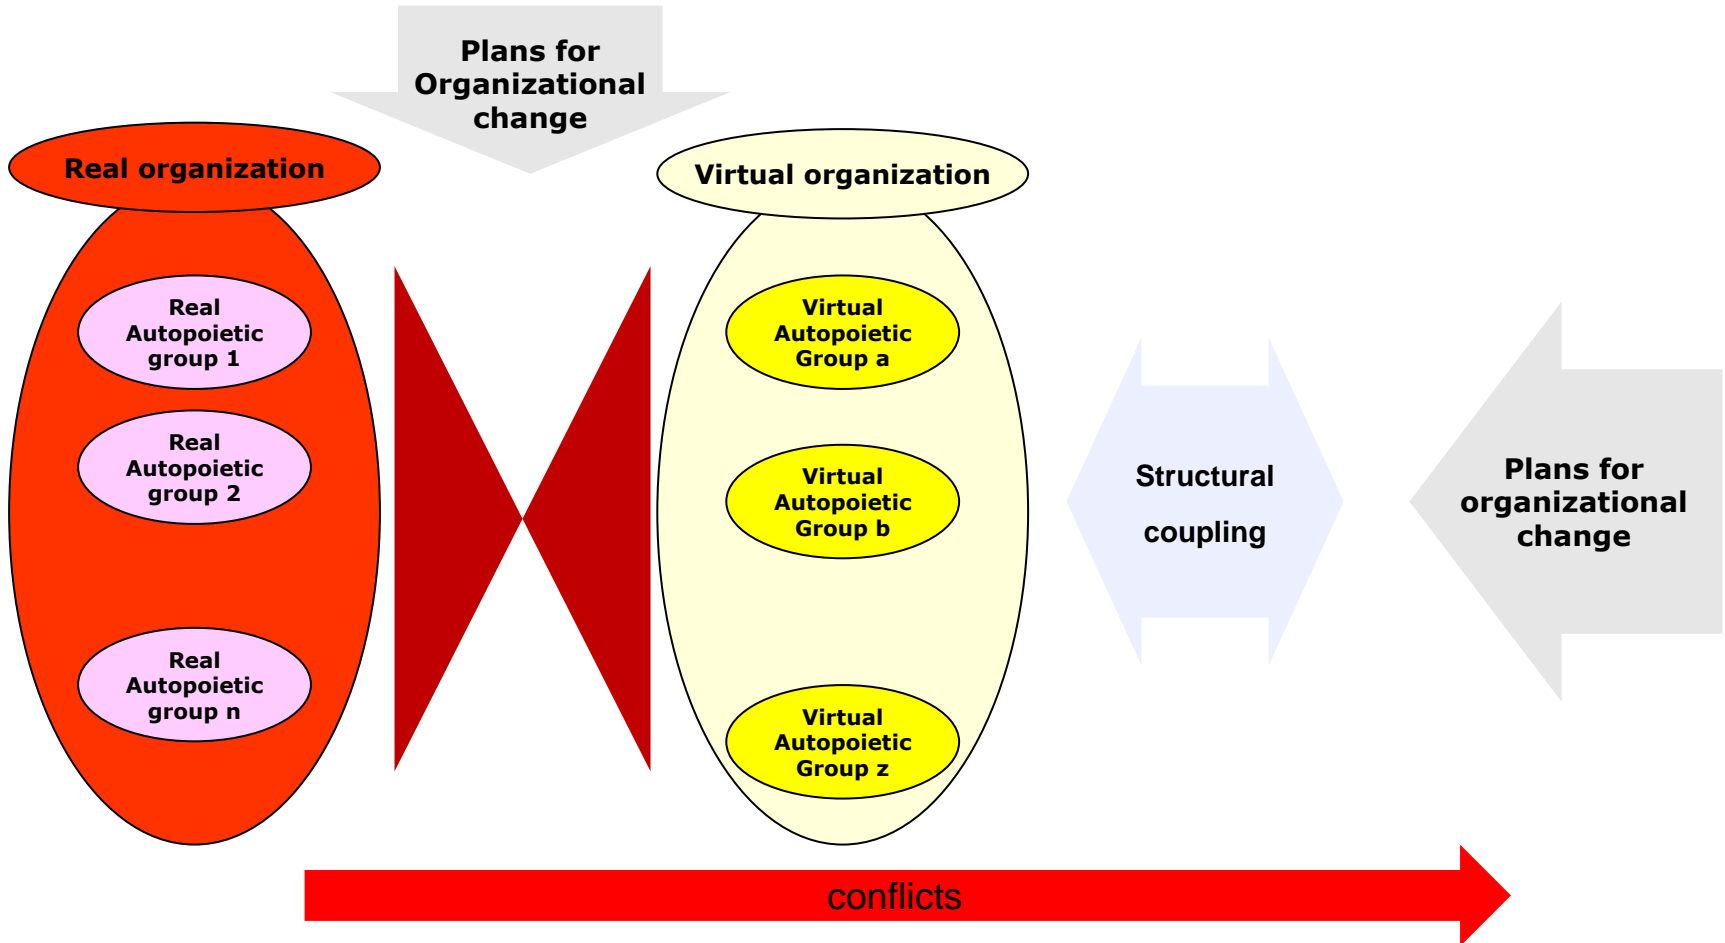 Plans for
Organizational
change
Real organization
Virtual organization
Real
Autopoietic
group 1
Real
Autopoietic
group 2
Real
Autopoietic
group n
Virtual
Autopoietic
Group a
Virtual
Autopoietic
Group b
Virtual
Autopoietic
Group z
Structural
coupling
Plans for
organizational
change
conflicts